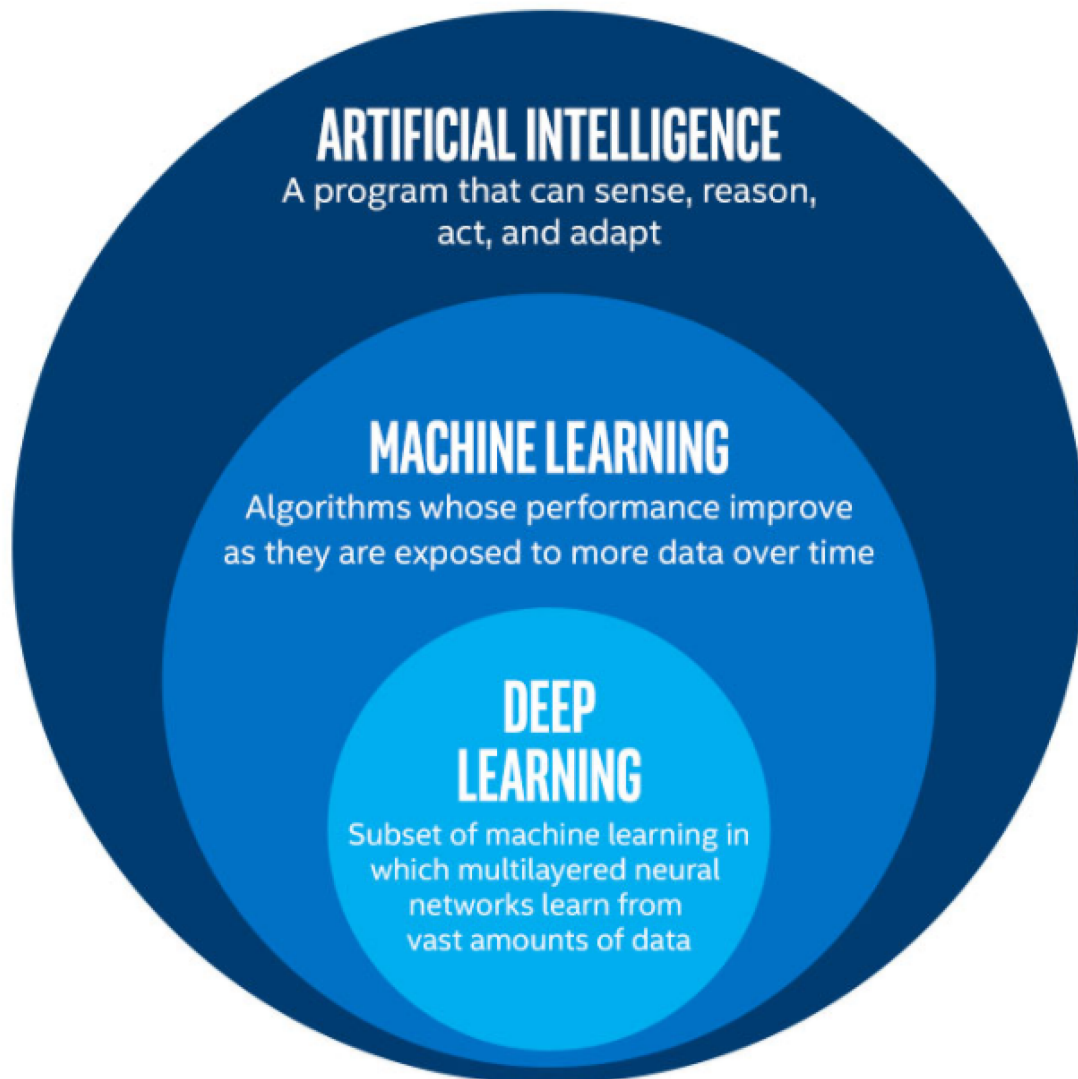 ARTIFICIAL INTELLIGENCE
A program that can sense, reason,
act, and adapt
MACHINE LEARNING
Algorithms whose performance improve
as they are exposed to more data over time
DEEP
LEARNING
Subset of machine learning in
which multilayered neural
networks learn from
vast amounts of data